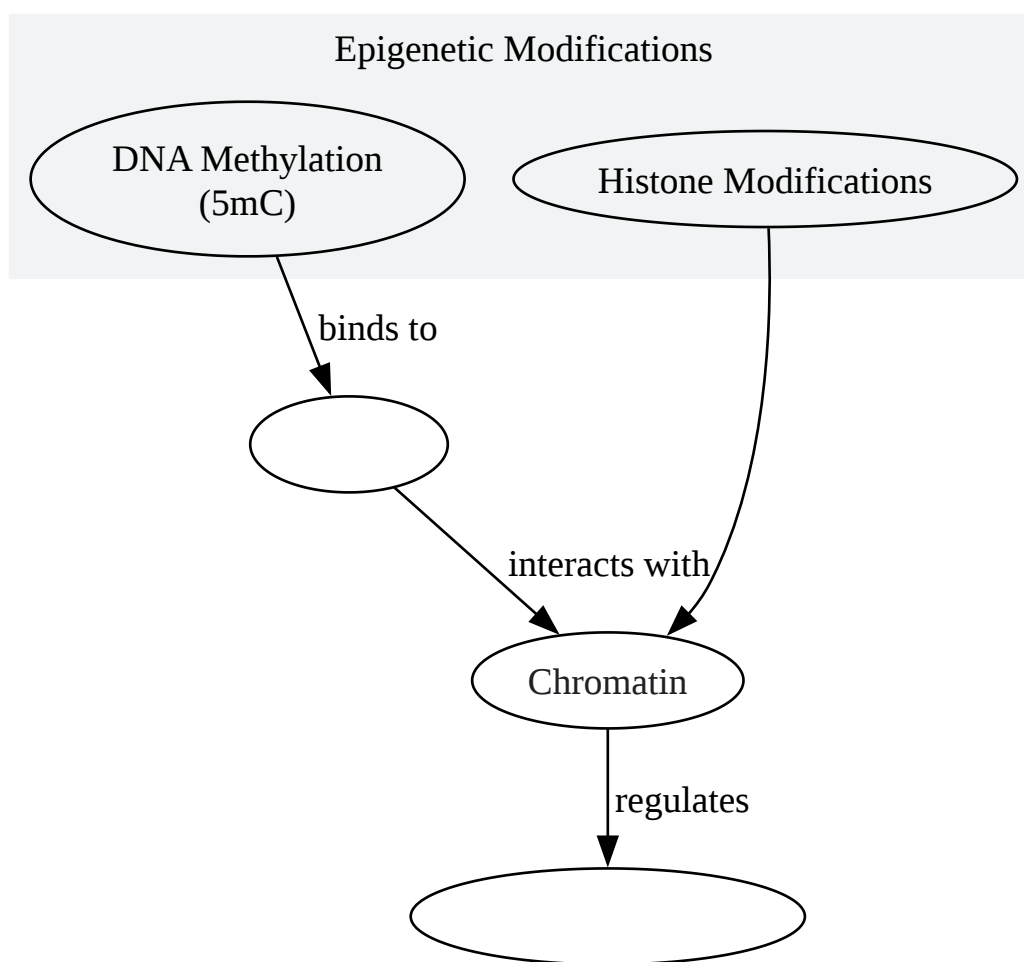 Epigenetic Modifications
DNA Methylation
(5mC)
Histone Modifications
binds to
interacts with
Chromatin
regulates